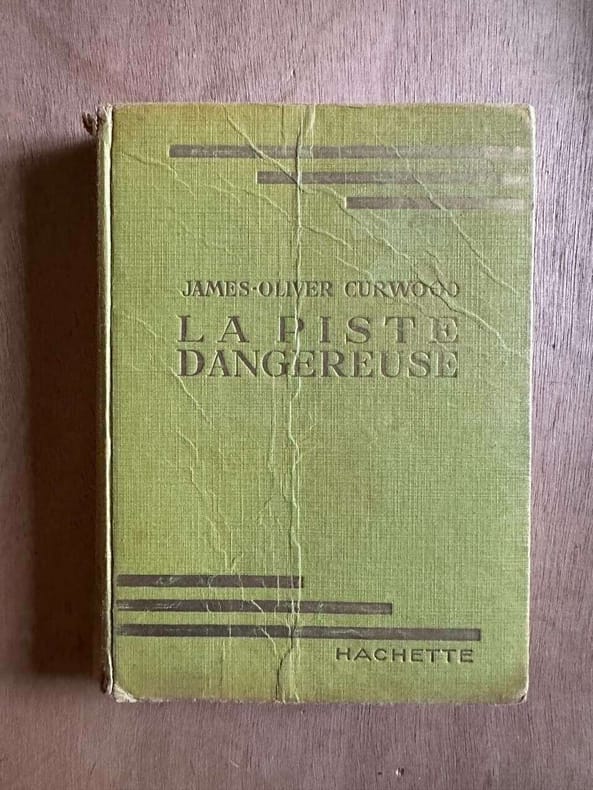 JAMES-OLIVER CURWOOD
LA PISTE
DANGEREUSE
HACHETTE